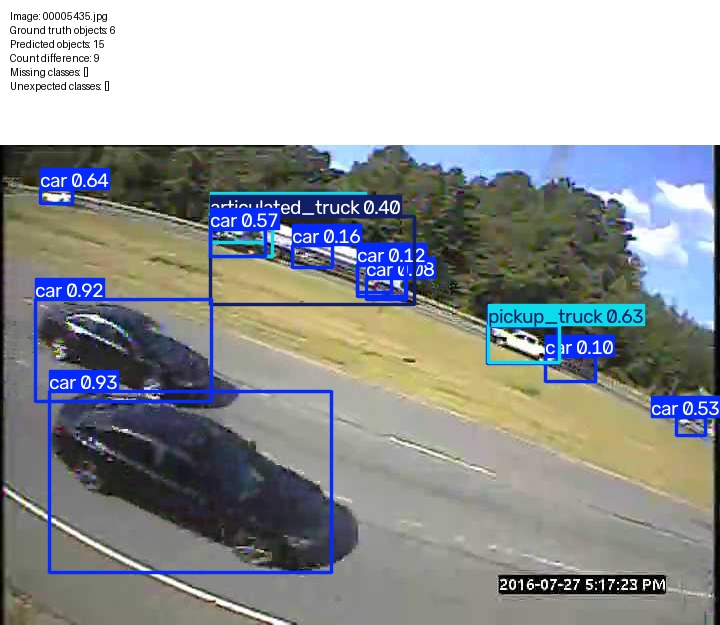 Image: 00005435.jpg
Ground truth objects: 6
Predicted objects: 15
Count difference: 9
Missing classes: []
Unexpected classes: []
car 0.64
articulated_truck 0.40
car 0.57
car 0.16
car 0.12
car 0.08
car 0.92
pickup_truck 0.63
car 0.10
car 0.93
car 0.53
2016-07-27 5:17:23 PM